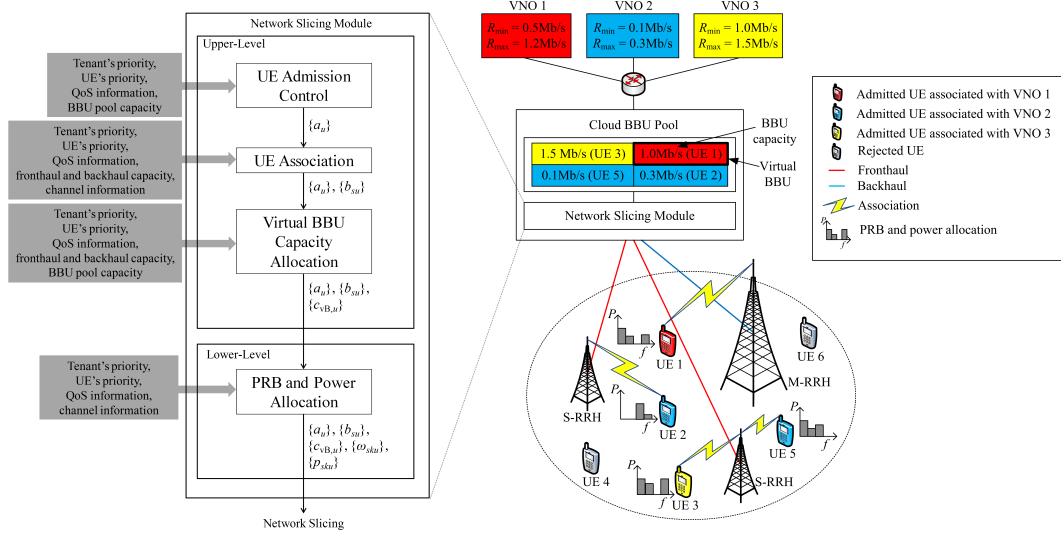 Network Slicing Module
Upper-Level
Tenant's priority,
UE's priority,
QoS information,
BBU pool capacity
UE Admission
Control
{a_u}
Tenant's priority,
UE's priority,
QoS information,
fronthaul and backhaul capacity,
channel information
UE Association
{a_u}, {b_su}
Tenant's priority,
UE's priority,
QoS information,
fronthaul and backhaul capacity,
BBU pool capacity
Virtual BBU
Capacity
Allocation
{a_u}, {b_su},
{c_vB,u}
Lower-Level
Tenant's priority,
UE's priority,
QoS information,
channel information
PRB and Power
Allocation
{a_u}, {b_su},
{c_vB,u}, {ω_sku},
{p_sku}
Network Slicing
VNO 1
R_min = 0.5Mb/s
R_max = 1.2Mb/s
VNO 2
R_min = 0.1Mb/s
R_max = 0.3Mb/s
VNO 3
R_min = 1.0Mb/s
R_max = 1.5Mb/s
Cloud BBU Pool
BBU
capacity
1.5 Mb/s (UE 3)
1.0Mb/s (UE 1)
0.1Mb/s (UE 5)
0.3Mb/s (UE 2)
Virtual
BBU
Network Slicing Module
P
f
UE 1
UE 6
M-RRH
S-RRH
P
f
UE 2
P
f
UE 5
UE 4
P
f
UE 3
S-RRH
Admitted UE associated with VNO 1
Admitted UE associated with VNO 2
Admitted UE associated with VNO 3
Rejected UE
Fronthaul
Backhaul
Association
P
f
PRB and power allocation